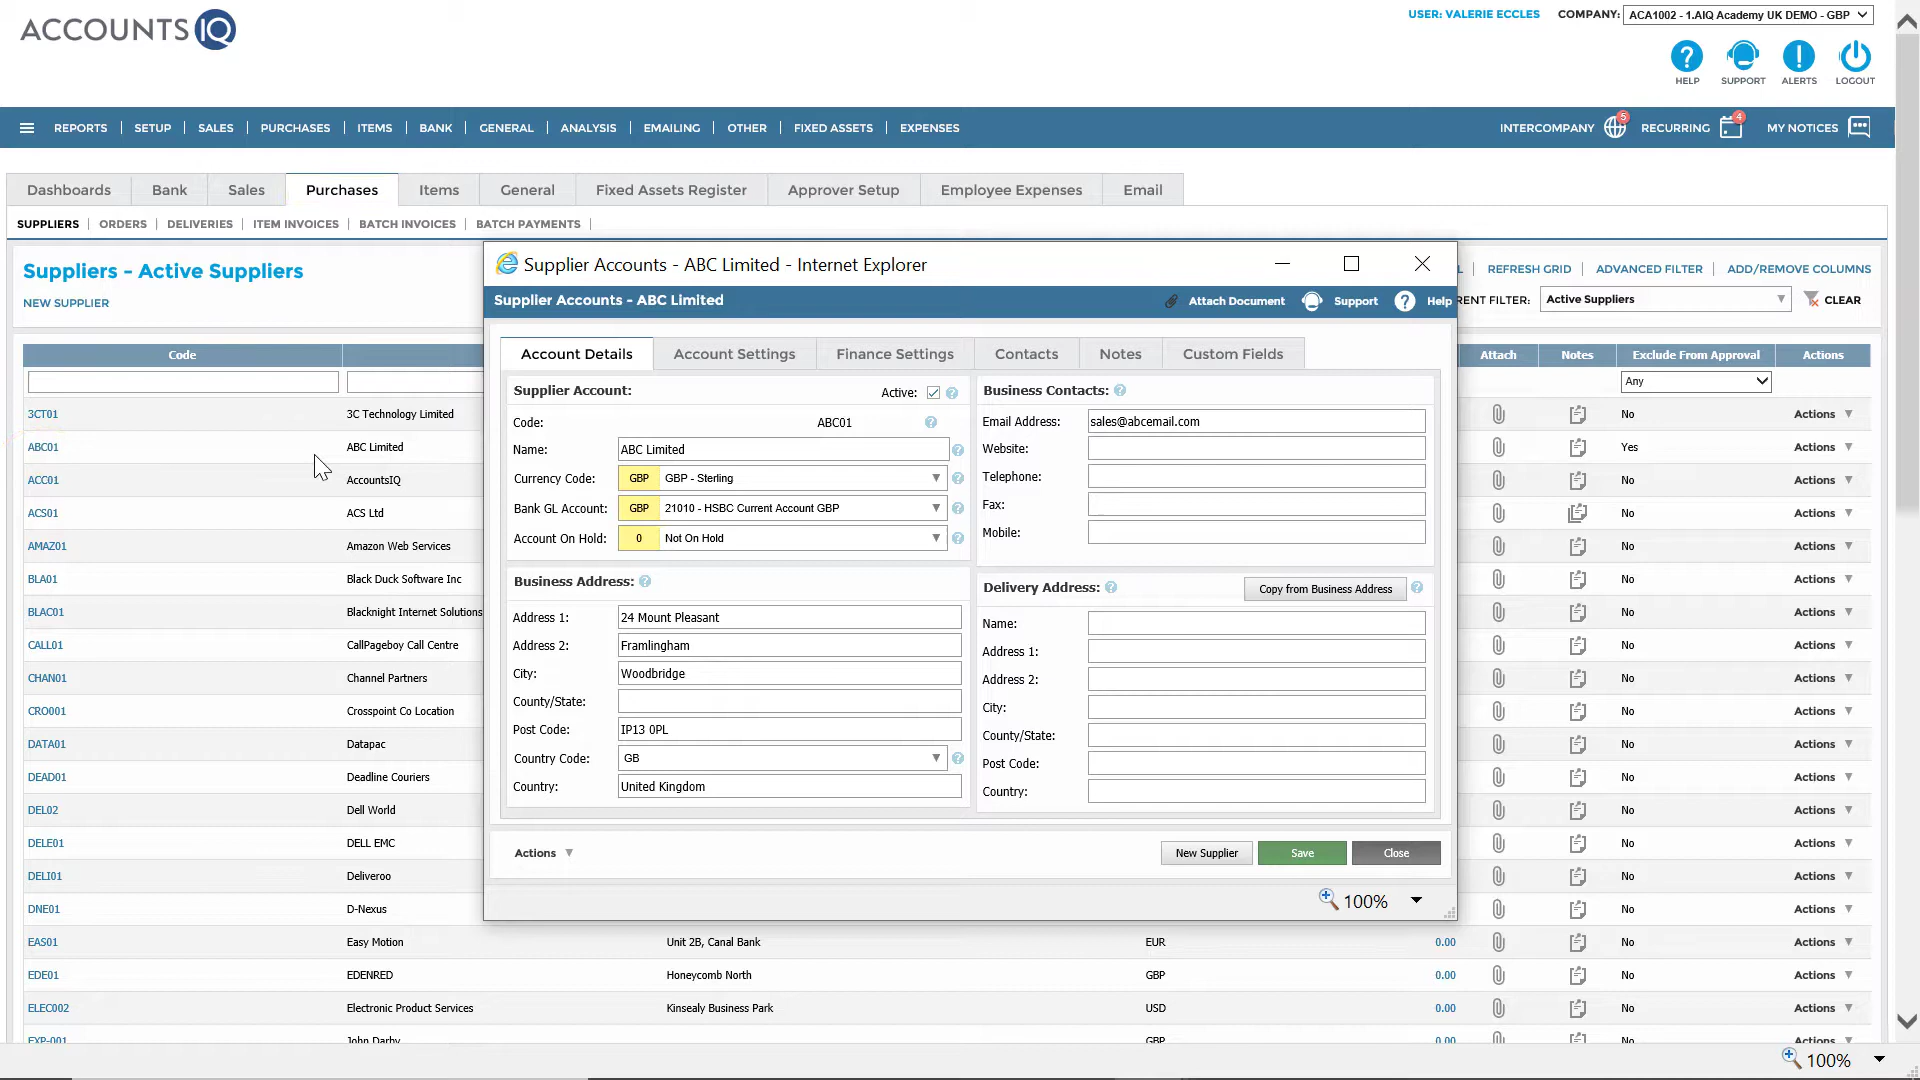 ACCOUNTS IQ
USER: VALERIE ECCLES COMPANY: ACA1002 - 1.AIQ Academy UK DEMO - GBP
HELP SUPPORT ALERTS LOGOUT
REPORTS SETUP SALES PURCHASES ITEMS BANK GENERAL ANALYSIS EMAILING OTHER FIXED ASSETS EXPENSES INTERCOMPANY 5 RECURRING 4 MY NOTICES
Dashboards Bank Sales Purchases Items General Fixed Assets Register Approver Setup Employee Expenses Email
SUPPLIERS ORDERS DELIVERIES ITEM INVOICES BATCH INVOICES BATCH PAYMENTS
Suppliers - Active Suppliers
NEW SUPPLIER
REFRESH GRID ADVANCED FILTER ADD/REMOVE COLUMNS
RENT FILTER: Active Suppliers CLEAR
Code Attach Notes Exclude From Approval Actions
Any
3CT01 3C Technology Limited No Actions
ABC01 ABC Limited Yes Actions
ACC01 AccountsIQ No Actions
ACS01 ACS Ltd No Actions
AMAZ01 Amazon Web Services No Actions
BLA01 Black Duck Software Inc No Actions
BLAC01 Blacknight Internet Solutions No Actions
CALL01 CallPageboy Call Centre No Actions
CHAN01 Channel Partners No Actions
CRO001 Crosspoint Co Location No Actions
DATA01 Datapac No Actions
DEAD01 Deadline Couriers No Actions
DEL02 Dell World No Actions
DELE01 DELL EMC No Actions
DELI01 Deliveroo No Actions
DNE01 D-Nexus No Actions
EAS01 Easy Motion Unit 2B, Canal Bank EUR 0.00 No Actions
EDE01 EDENRED Honeycomb North GBP 0.00 No Actions
ELEC002 Electronic Product Services Kinsealy Business Park USD 0.00 No Actions
EXP-001 John Darby GBP 0.00 No Actions
Supplier Accounts - ABC Limited - Internet Explorer
Supplier Accounts - ABC Limited Attach Document Support ? Help
Account Details Account Settings Finance Settings Contacts Notes Custom Fields
Supplier Account: Active:
Code: ABC01
Name: ABC Limited
Currency Code: GBP GBP - Sterling
Bank GL Account: GBP 21010 - HSBC Current Account GBP
Account On Hold: 0 Not On Hold
Business Address:
Address 1: 24 Mount Pleasant
Address 2: Framlingham
City: Woodbridge
County/State:
Post Code: IP13 0PL
Country Code: GB
Country: United Kingdom
Business Contacts:
Email Address: sales@abcemail.com
Website:
Telephone:
Fax:
Mobile:
Delivery Address: Copy from Business Address
Name:
Address 1:
Address 2:
City:
County/State:
Post Code:
Country:
Actions New Supplier Save Close
100%
100%